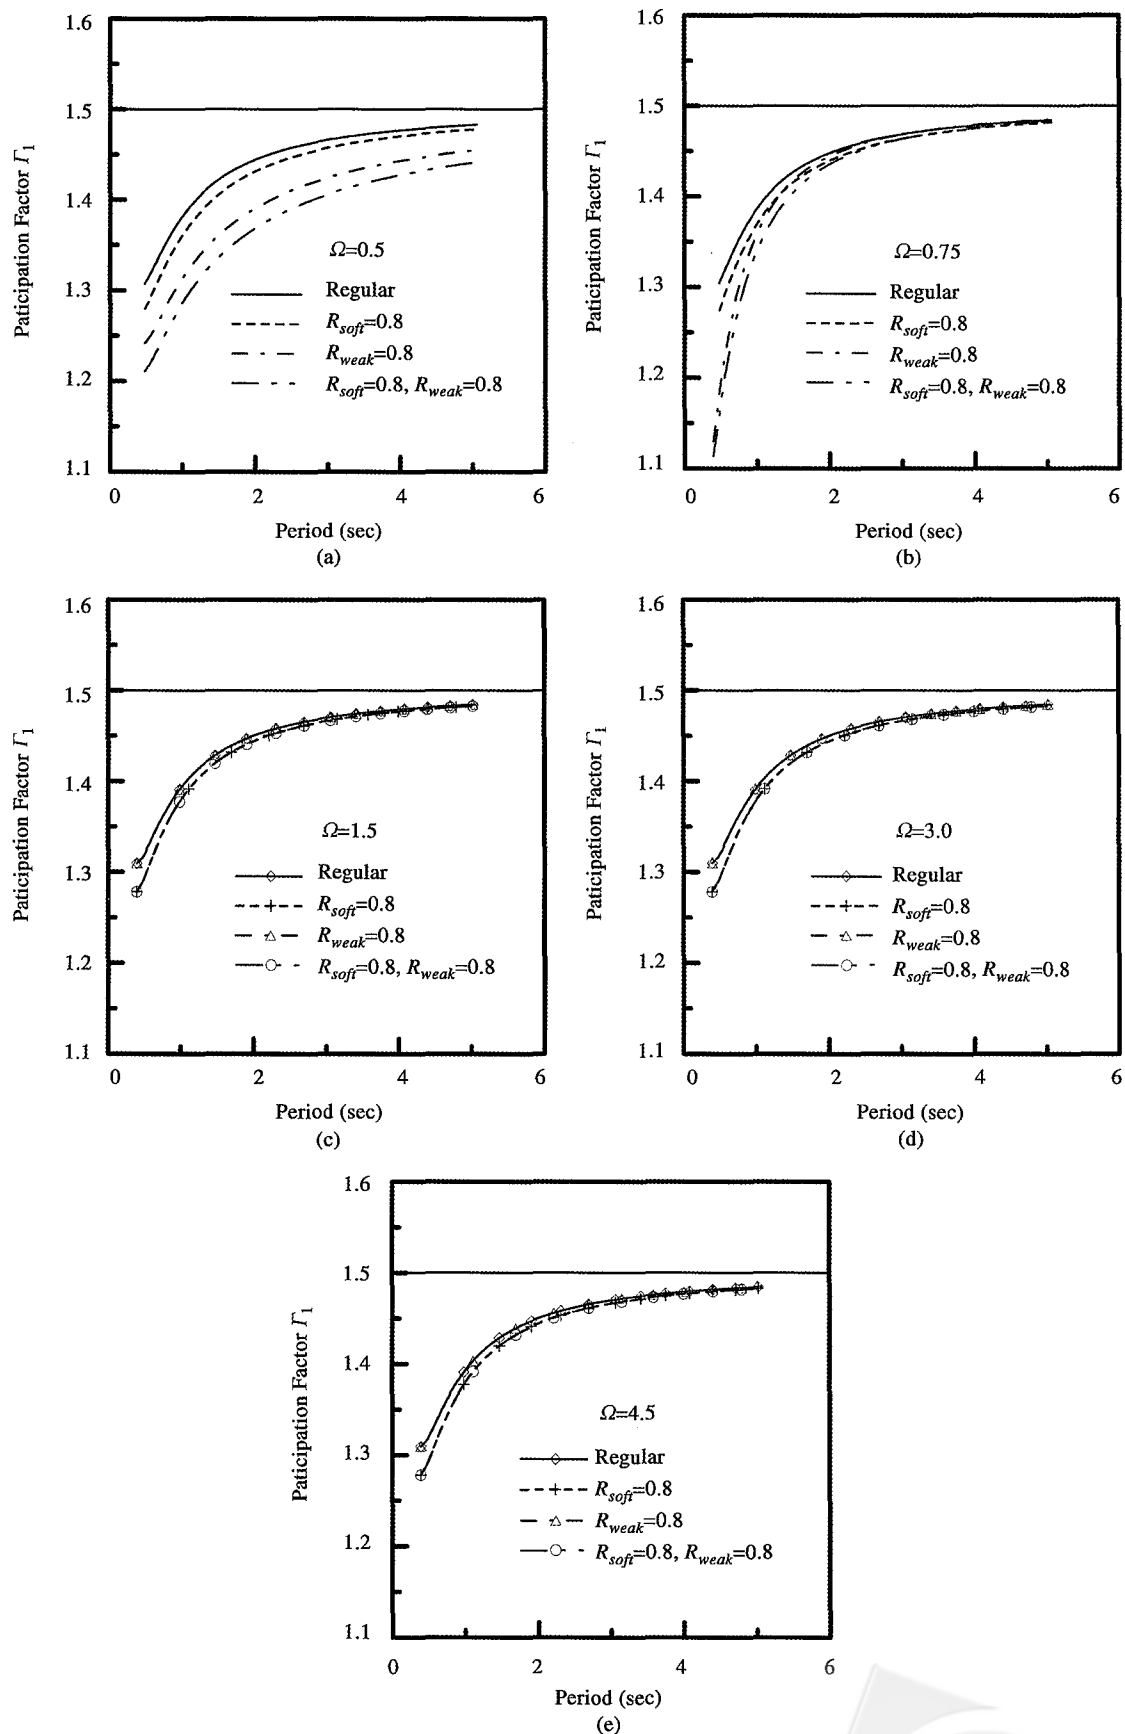 1.6
1.5
1.4
1.3
1.2
1.1
Paticipation Factor Γ1
Ω=0.5
Regular
Rsoft=0.8
Rweak=0.8
Rsoft=0.8, Rweak=0.8
0 2 4 6
Period (sec)
(a)
1.6
1.5
1.4
1.3
1.2
1.1
Paticipation Factor Γ1
Ω=0.75
Regular
Rsoft=0.8
Rweak=0.8
Rsoft=0.8, Rweak=0.8
0 2 4 6
Period (sec)
(b)
1.6
1.5
1.4
1.3
1.2
1.1
Paticipation Factor Γ1
Ω=1.5
Regular
Rsoft=0.8
Rweak=0.8
Rsoft=0.8, Rweak=0.8
0 2 4 6
Period (sec)
(c)
1.6
1.5
1.4
1.3
1.2
1.1
Paticipation Factor Γ1
Ω=3.0
Regular
Rsoft=0.8
Rweak=0.8
Rsoft=0.8, Rweak=0.8
0 2 4 6
Period (sec)
(d)
1.6
1.5
1.4
1.3
1.2
1.1
Paticipation Factor Γ1
Ω=4.5
Regular
Rsoft=0.8
Rweak=0.8
Rsoft=0.8, Rweak=0.8
0 2 4 6
Period (sec)
(e)